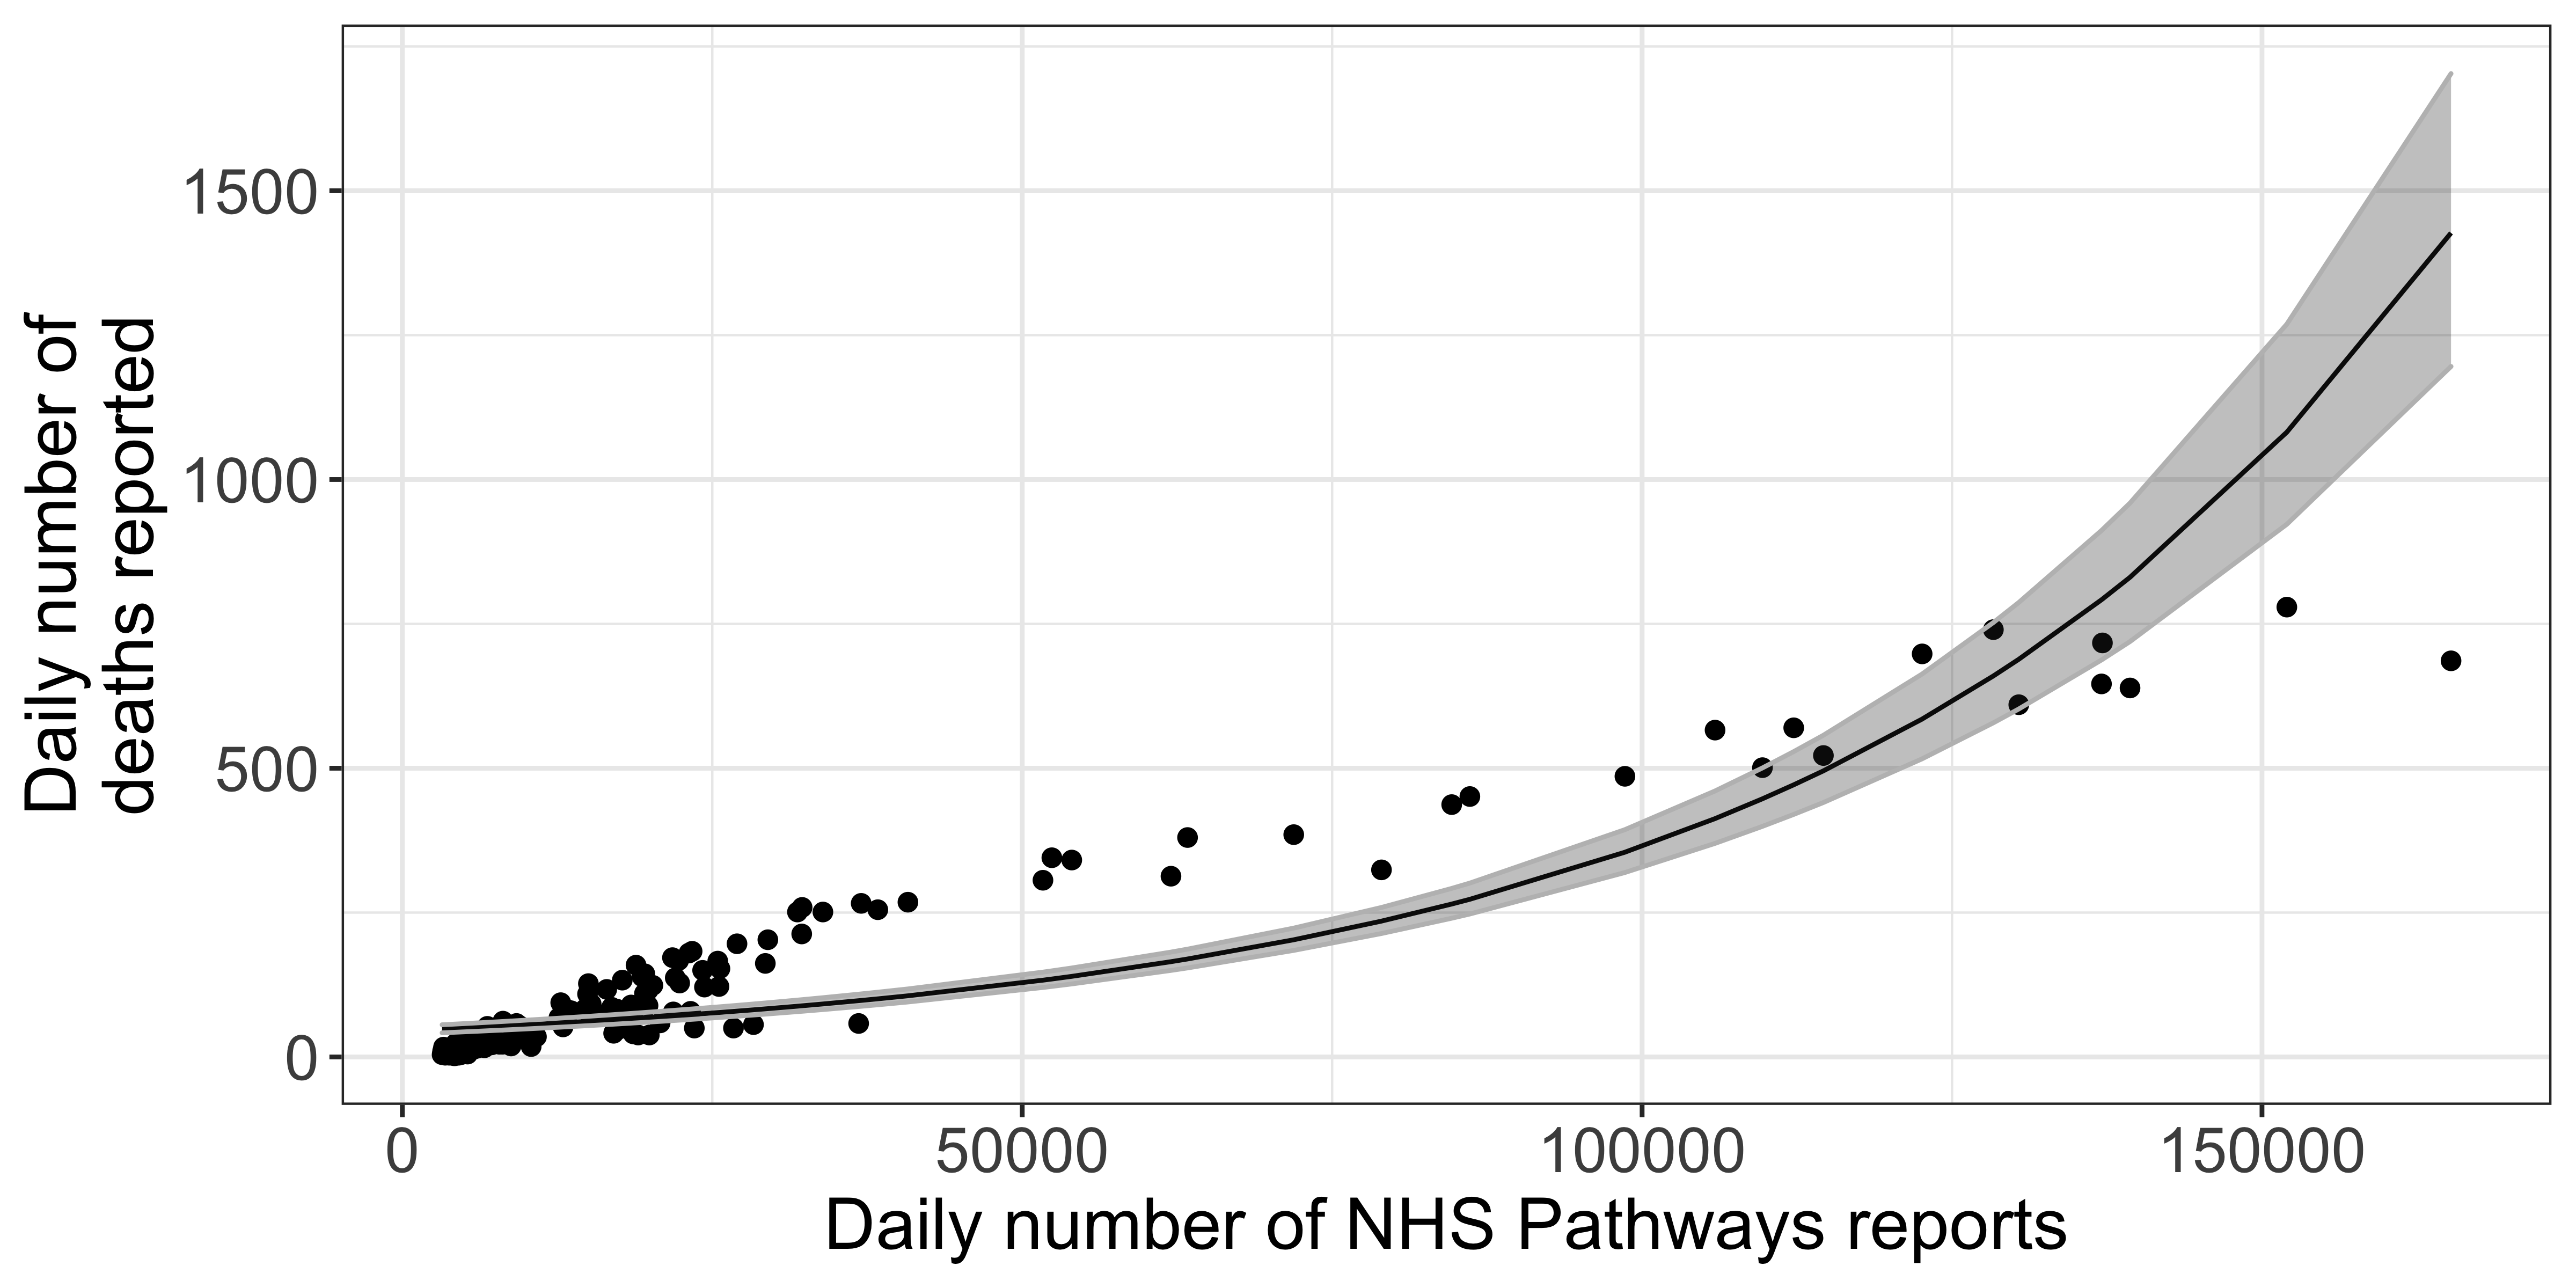 Daily number of
deaths reported
1500
1000
500
0
0 50000 100000 150000
Daily number of NHS Pathways reports